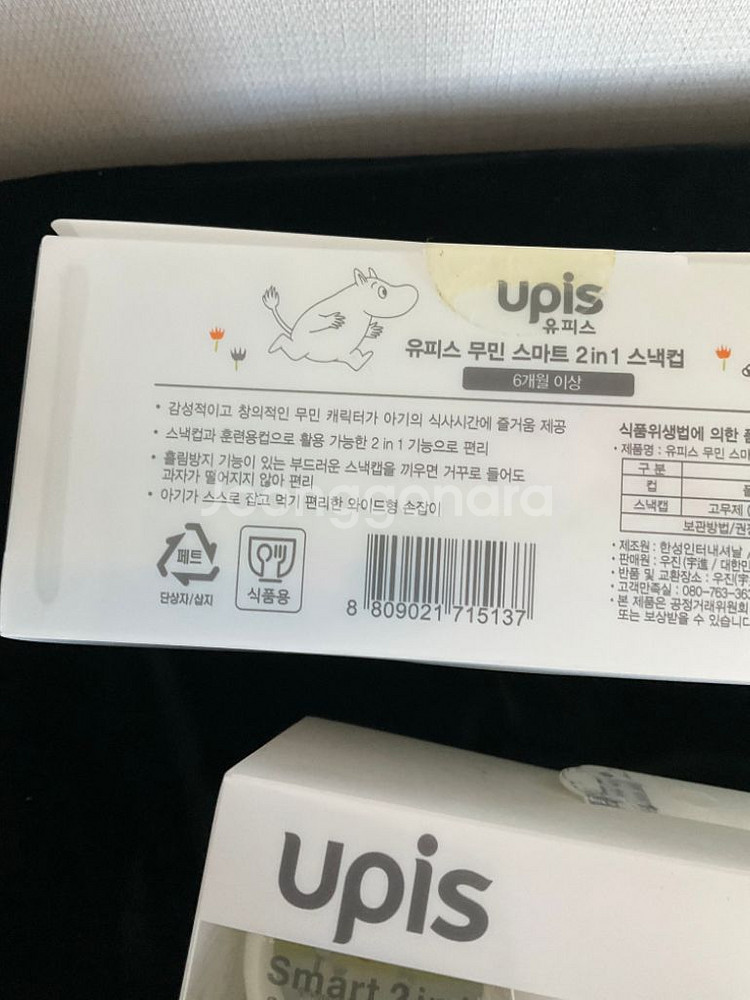 upis
유피스
유피스 무민 스마트 2in1 스낵컵
6개월 이상
• 감성적이고 창의적인 무민 캐릭터가 아기의 식사시간에 즐거움 제공
• 스낵컵과 훈련용컵으로 활용 가능한 2 in 1 기능으로 편리
• 흘림방지 기능이 있는 부드러운 스낵캡을 끼우면 거꾸로 들어도
과자가 떨어지지 않아 편리
• 아기가 스스로 잡고 먹기 편리한 와이드형 손잡이
joonggonara
페트
단상자/삽지
식품용
8 809021 715137
식품위생법에 의한
• 제품명 : 유피스 무민 스마
구 분
컵
스낵캡 고무제
보관방법/권장
• 제조원 : 한성인터내셔날 /
• 판매원 : 우진(宇進 / 대한민
• 반품 및 교환장소 : 우진(宇
• 고객만족실 : 080-763-363
• 본 제품은 공정거래위원회
또는 보상받을 수 있습니다
upis
Smart 2in1